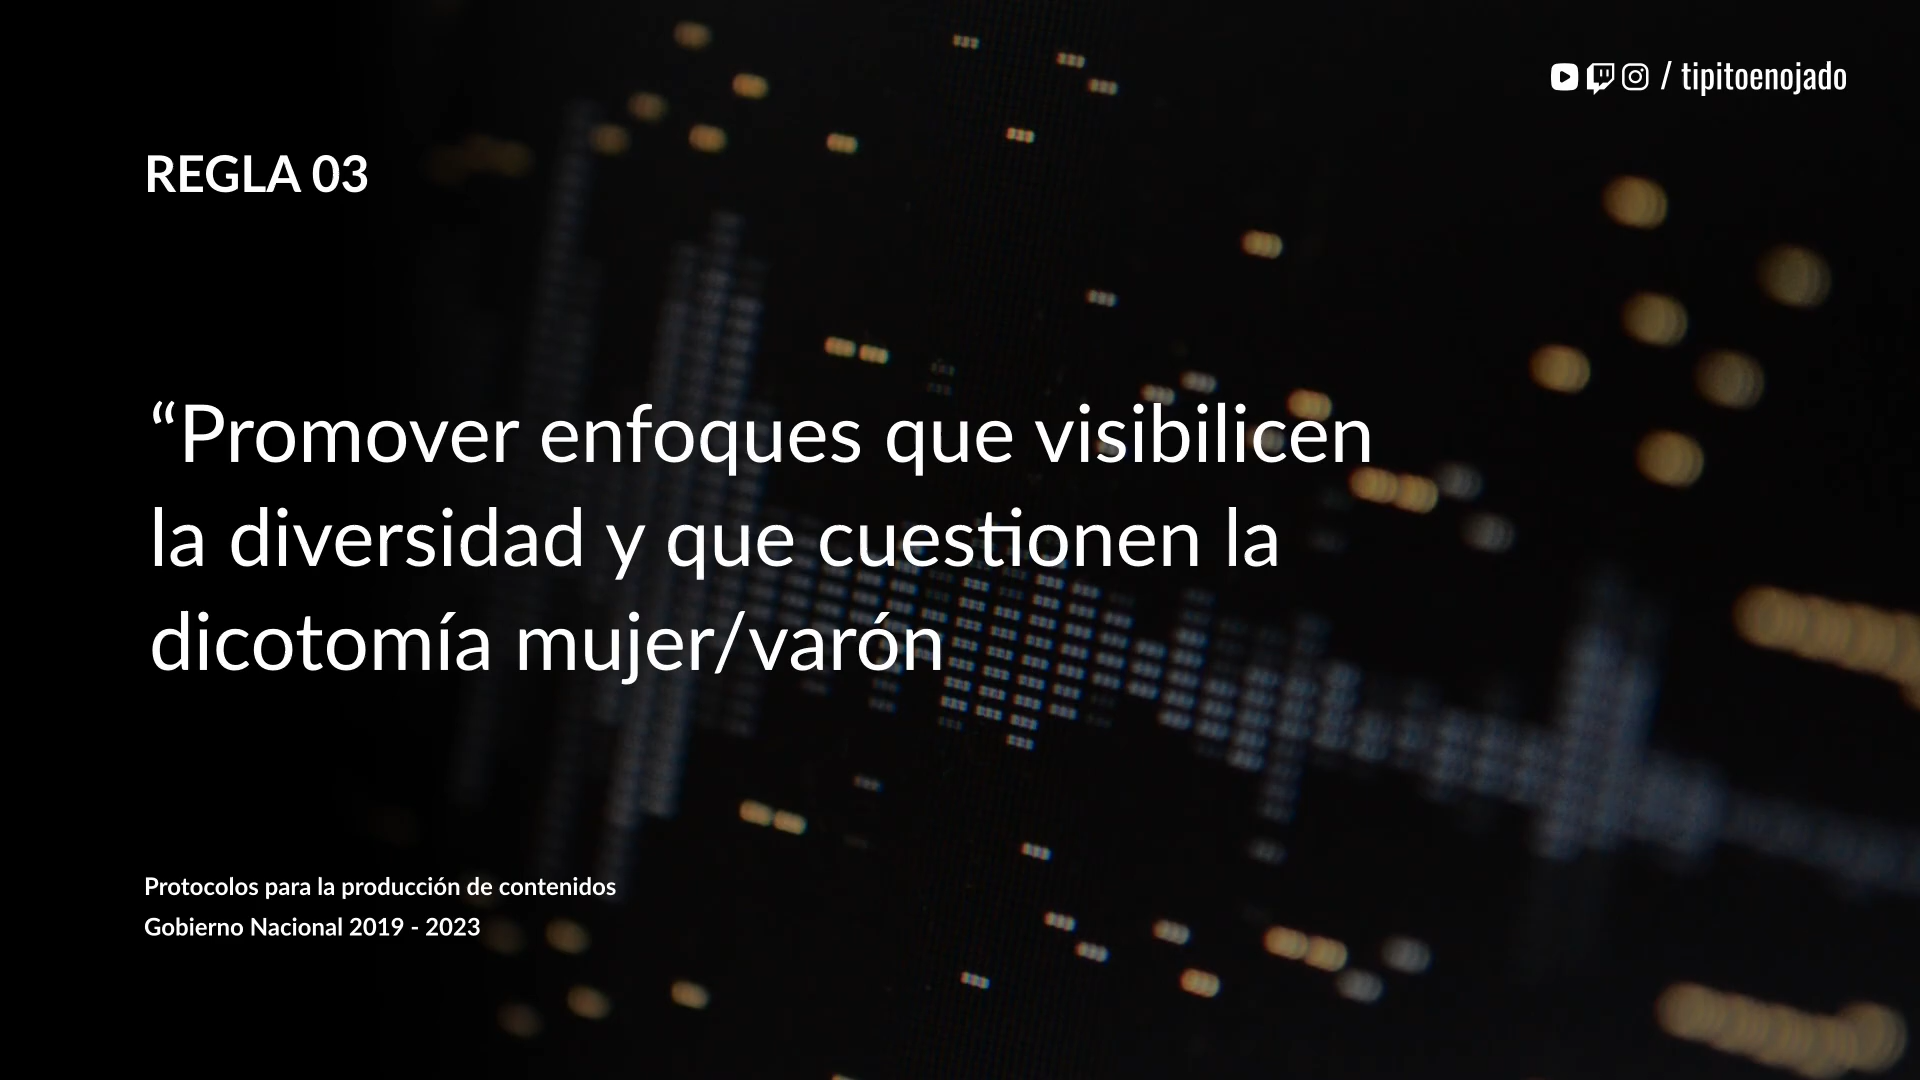 / tipitoenojado
REGLA 03
“Promover enfoques que visibilicen
la diversidad y que cuestionen la
dicotomía mujer/varón
Protocolos para la producción de contenidos
Gobierno Nacional 2019 - 2023